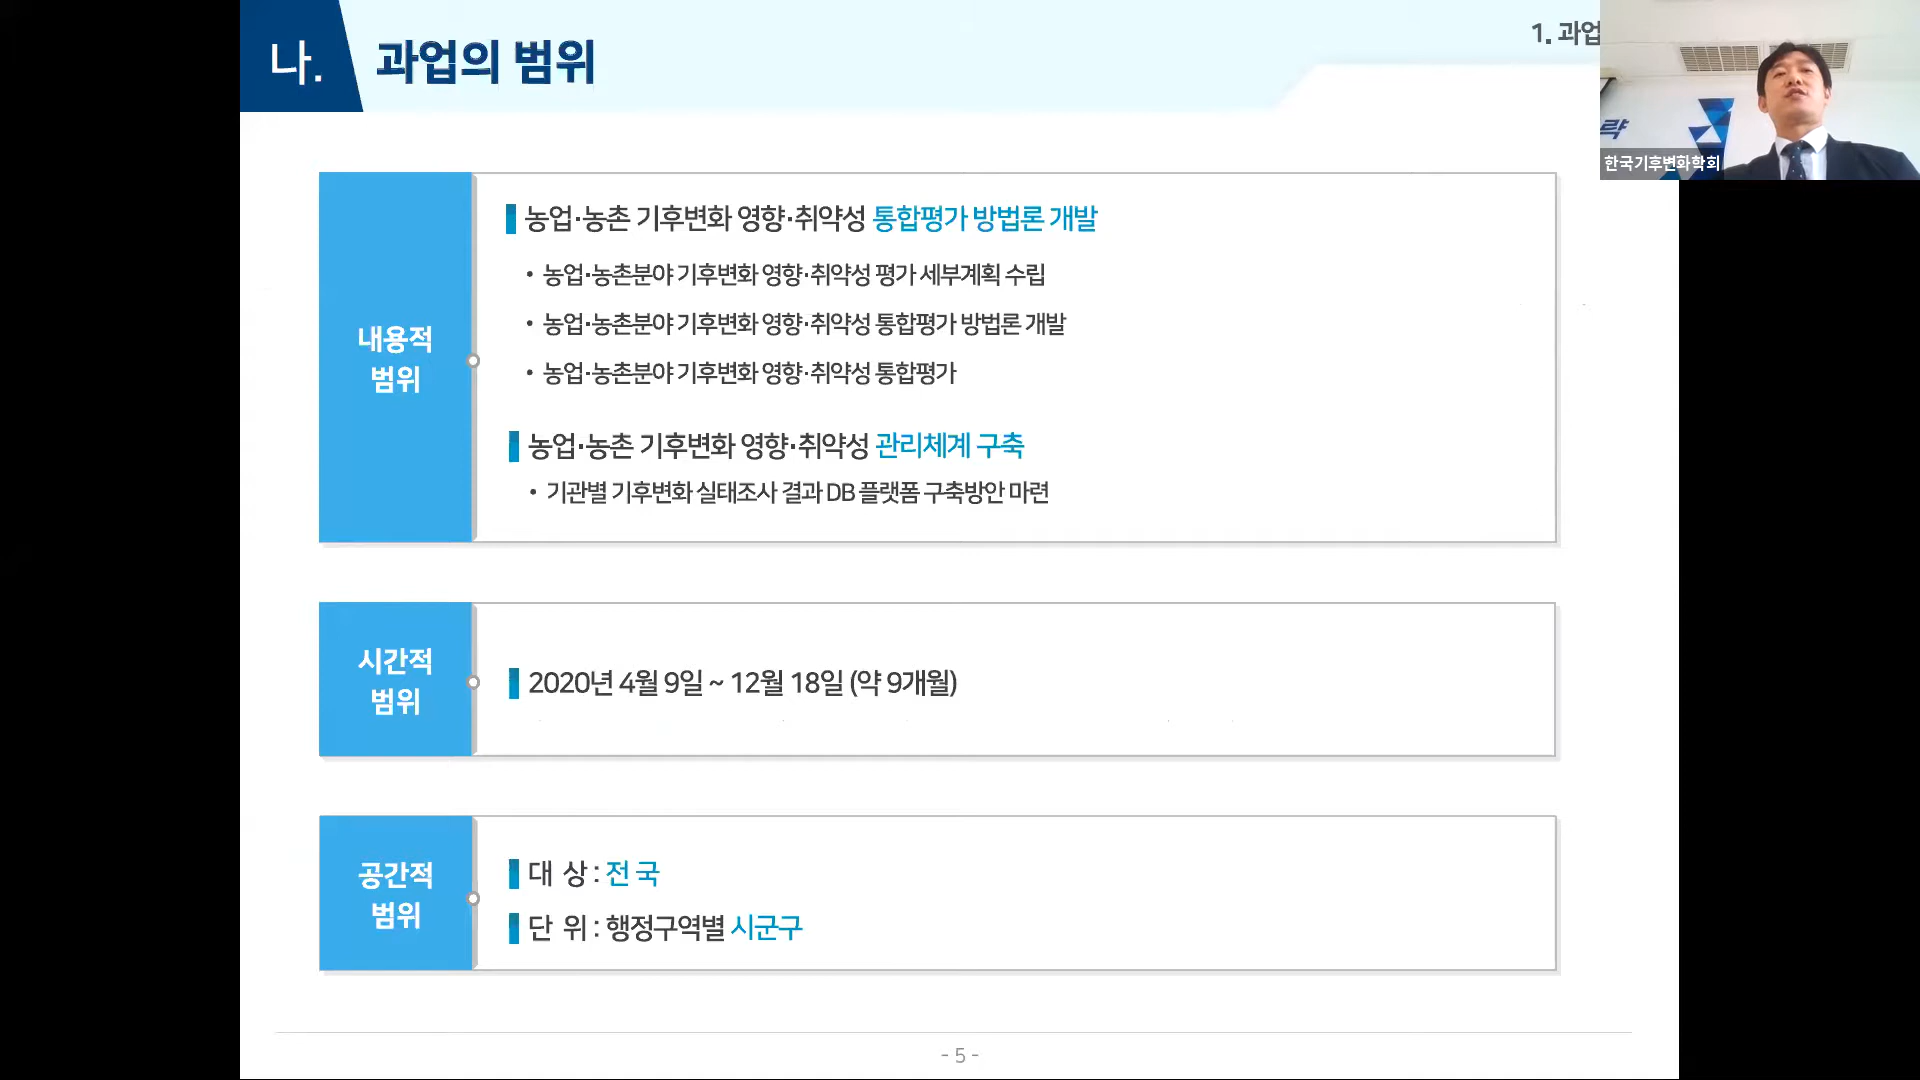 나.
과업의 범위
1. 과업
략
한국기후변화학회
내용적
범위
농업·농촌 기후변화 영향·취약성 통합평가 방법론 개발
• 농업·농촌분야 기후변화 영향·취약성 평가 세부계획 수립
• 농업·농촌분야 기후변화 영향·취약성 통합평가 방법론 개발
• 농업·농촌분야 기후변화 영향·취약성 통합평가
농업·농촌 기후변화 영향·취약성 관리체계 구축
• 기관별 기후변화 실태조사 결과 DB 플랫폼 구축방안 마련
시간적
범위
2020년 4월 9일 ~ 12월 18일 (약 9개월)
공간적
범위
대 상 : 전 국
단 위 : 행정구역별 시군구
- 5 -